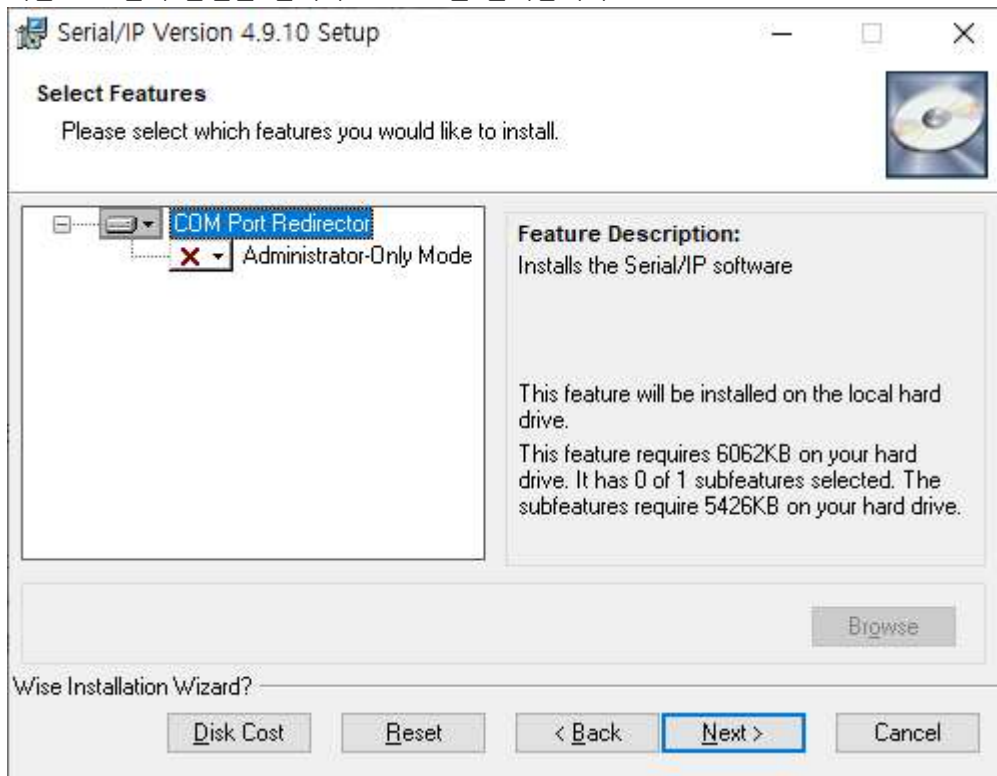 Serial/IP Version 4.9.10 Setup
Select Features
Please select which features you would like to install.
COM Port Redirector
Administrator-Only Mode
Feature Description:
Installs the Serial/IP software
This feature will be installed on the local hard
drive.
This feature requires 6062KB on your hard
drive. It has 0 of 1 subfeatures selected. The
subfeatures require 5426KB on your hard drive.
Browse
Wise Installation Wizard?
Disk Cost
Reset
< Back
Next >
Cancel